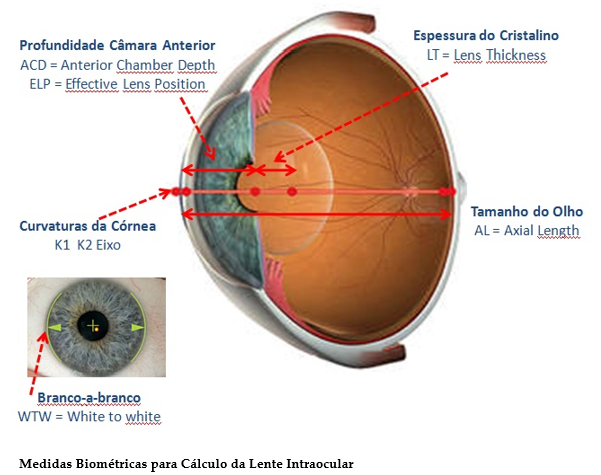 Profundidade Câmara Anterior
ACD = Anterior Chamber Depth
ELP = Effective Lens Position
Espessura do Cristalino
LT = Lens Thickness
Curvaturas da Córnea
K1 K2 Eixo
Tamanho do Olho
AL = Axial Length
Branco-a-branco
WTW = White to white
Medidas Biométricas para Cálculo da Lente Intraocular